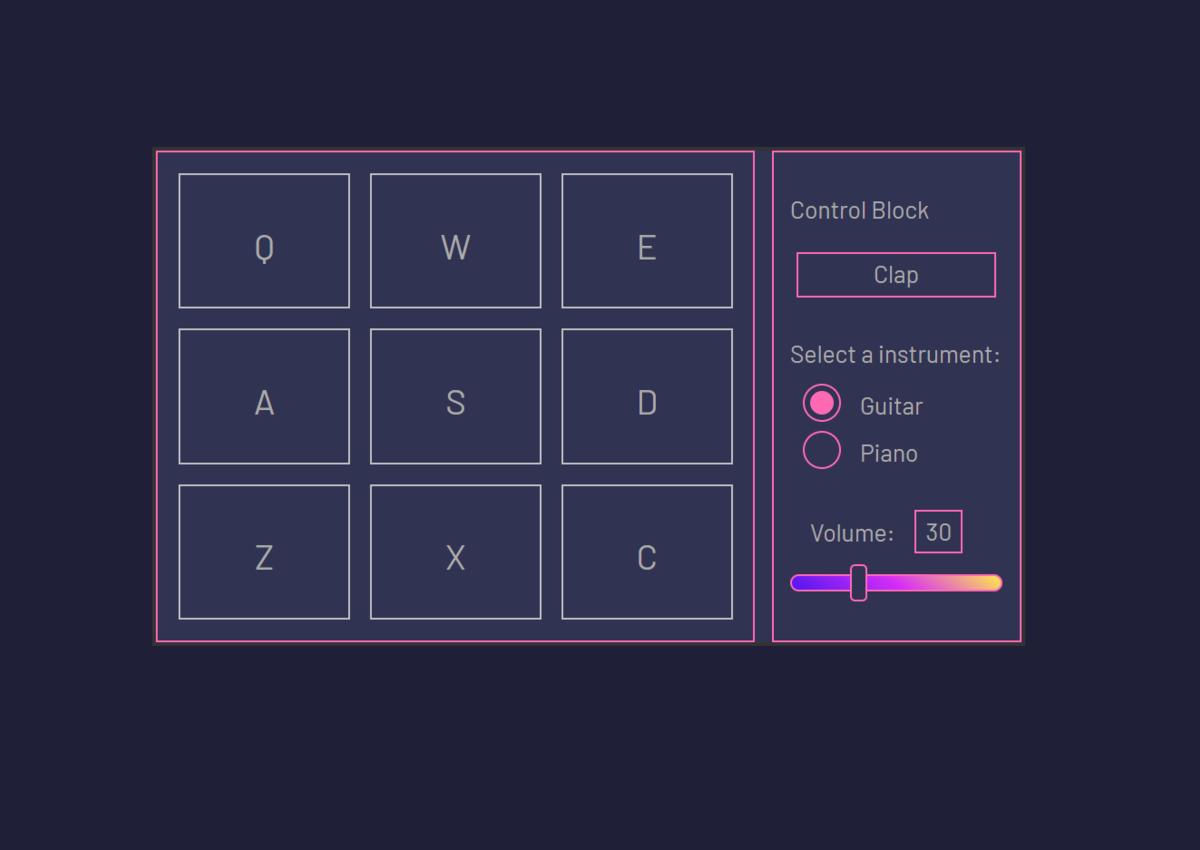 Q W E
A S D
Z X C
Control Block
Clap
Select a instrument:
Guitar
Piano
Volume: 30